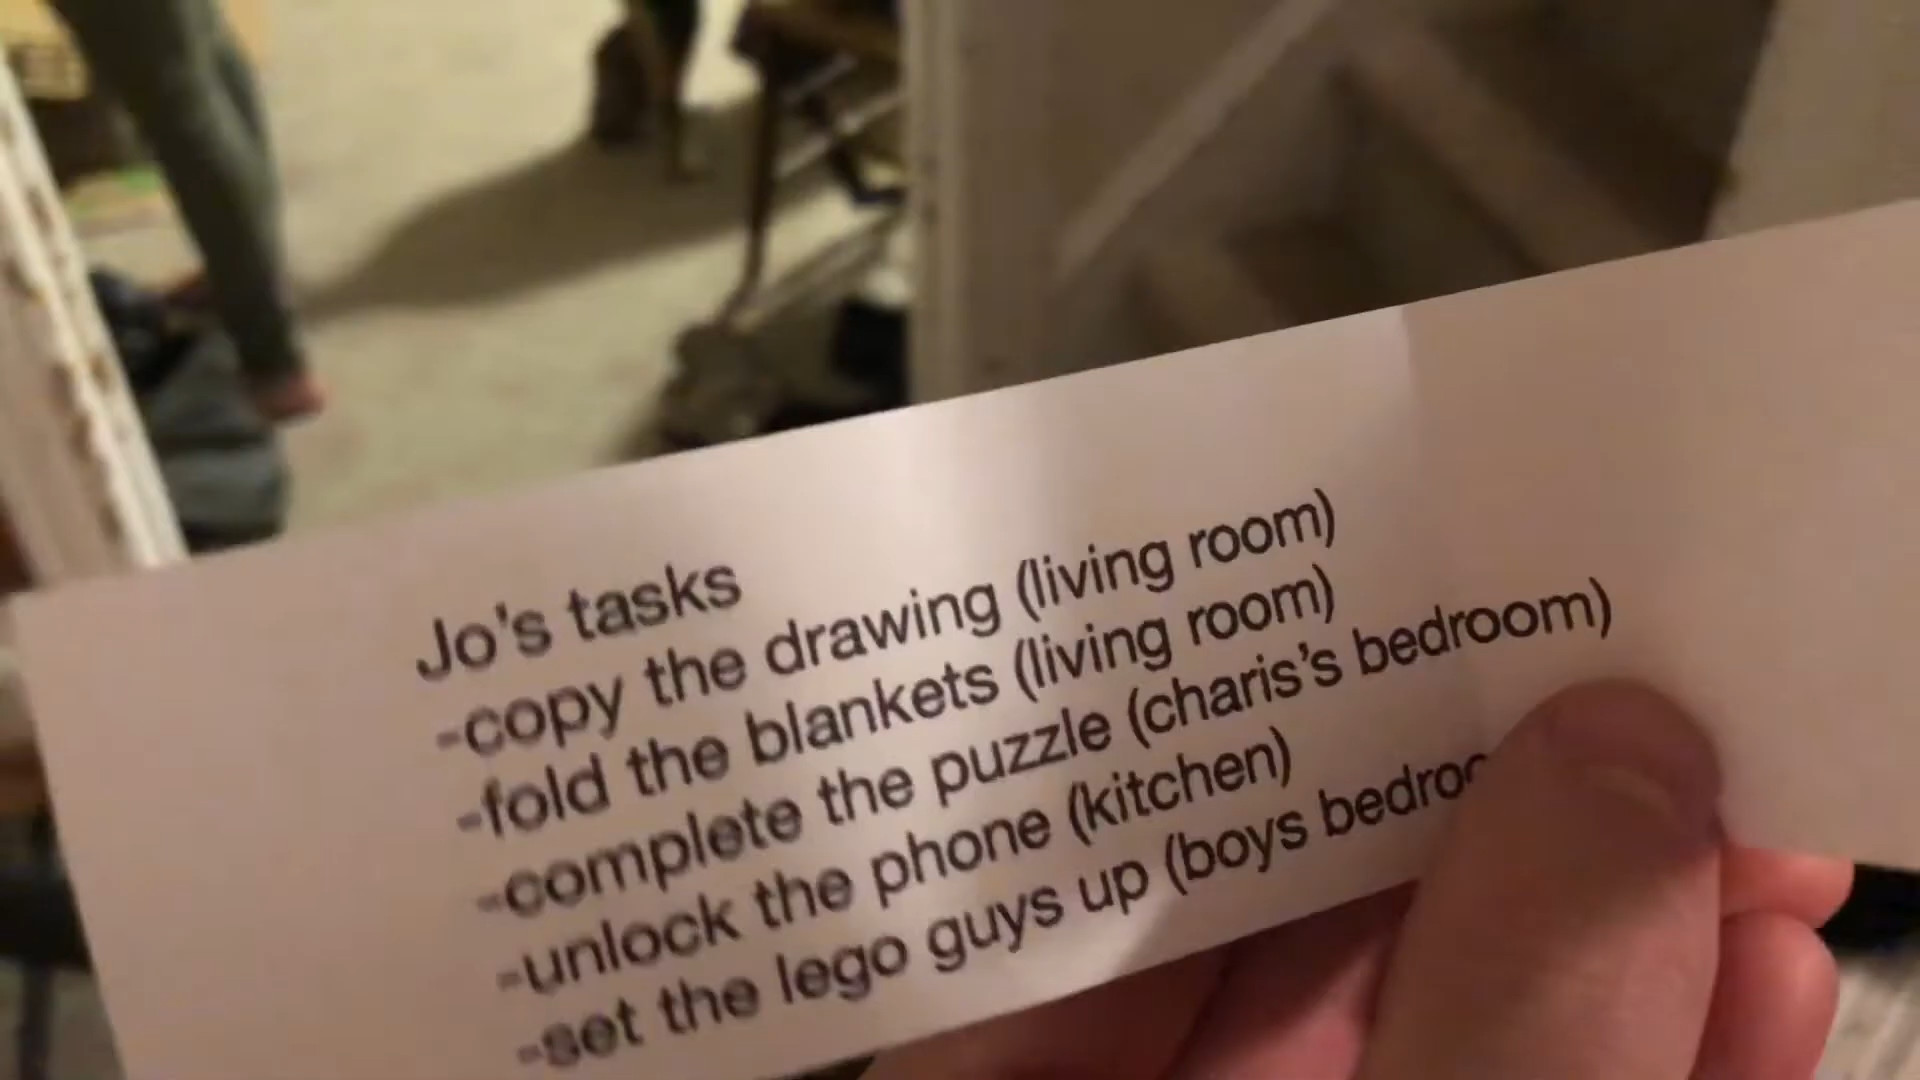 Jo's tasks
-copy the drawing (living room)
-fold the blankets (living room)
-complete the puzzle (charis's bedroom)
-unlock the phone (kitchen)
-set the lego guys up (boys bedroo